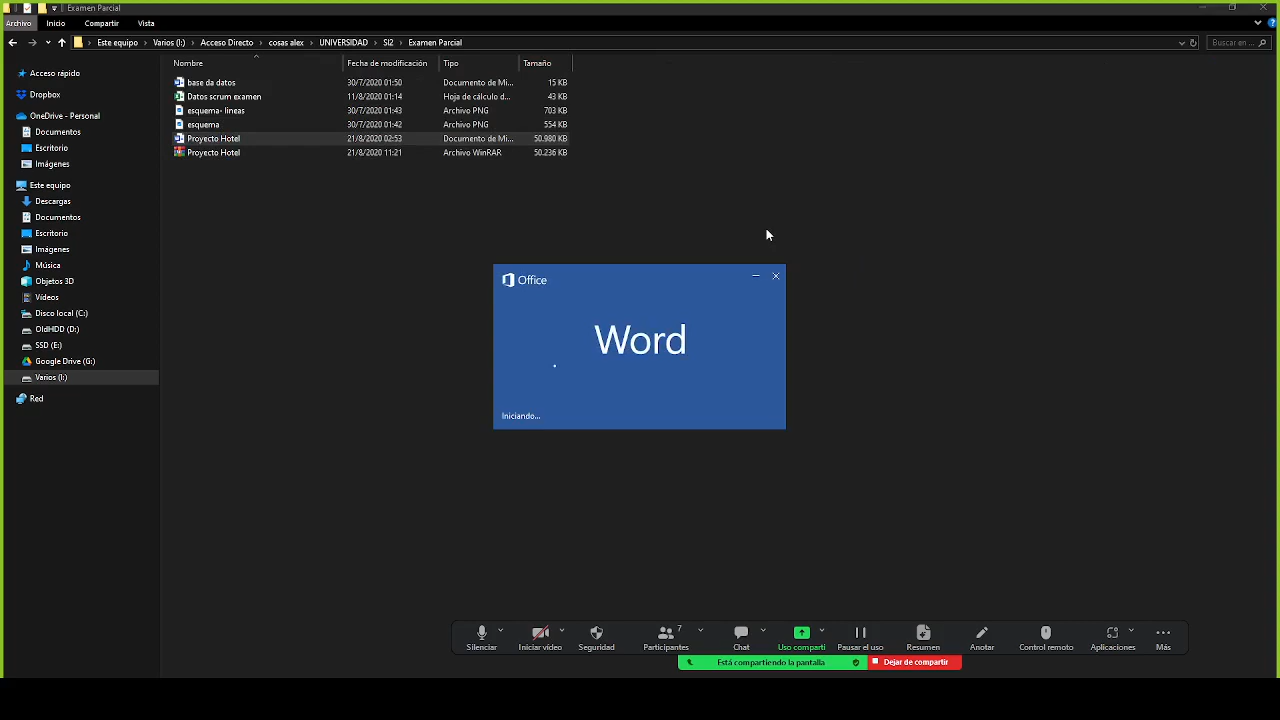 Examen Parcial
Archivo Inicio Compartir Vista
Este equipo Varios (I:) Acceso Directo cosas alex UNIVERSIDAD SI2 Examen Parcial Buscar en ...
Nombre Fecha de modificación Tipo Tamaño
base da datos 30/7/2020 01:50 Documento de Mi... 15 KB
Datos scrum examen 11/8/2020 01:14 Hoja de cálculo d... 43 KB
esquema- lineas 30/7/2020 01:43 Archivo PNG 703 KB
esquema 30/7/2020 01:42 Archivo PNG 554 KB
Proyecto Hotel 21/8/2020 02:53 Documento de Mi... 50.980 KB
Proyecto Hotel 21/8/2020 11:21 Archivo WinRAR 50.236 KB
Acceso rápido
Dropbox
OneDrive - Personal
Documentos
Escritorio
Imágenes
Este equipo
Descargas
Documentos
Escritorio
Imágenes
Música
Objetos 3D
Vídeos
Disco local (C:)
OldHDD (D:)
SSD (E:)
Google Drive (G:)
Varios (I:)
Red
Office
Word
Iniciando...
7
Silenciar Iniciar vídeo Seguridad Participantes Chat Uso comparti Pausar el uso Resumen Anotar Control remoto Aplicaciones Más
Está compartiendo la pantalla Dejar de compartir